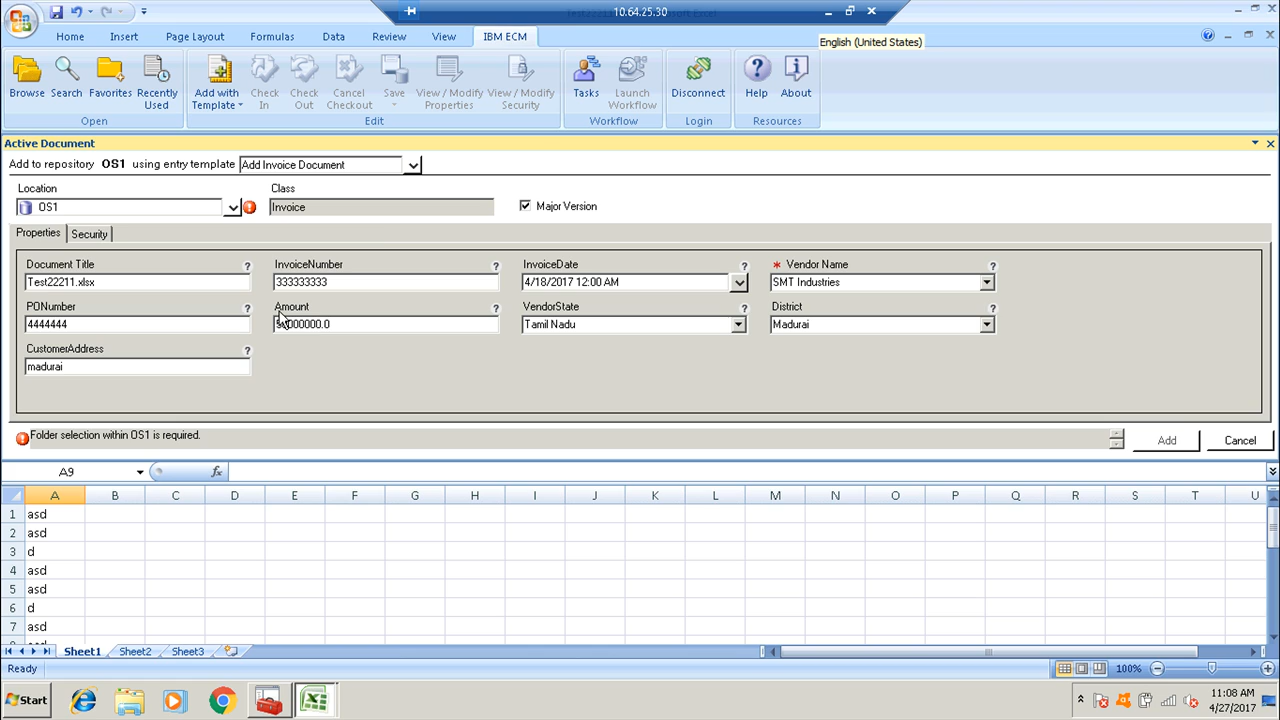 10.64.25.30
Home Insert Page Layout Formulas Data Review View IBM ECM
English (United States)
Browse Search Favorites Recently Used
Add with Template Check In Check Out Cancel Checkout Save View / Modify Properties View / Modify Security
Tasks Launch Workflow Disconnect Help About
Open Edit Workflow Login Resources
Active Document
Add to repository OS1 using entry template Add Invoice Document
Location Class
OS1 Invoice Major Version
Properties Security
Document Title InvoiceNumber InvoiceDate * Vendor Name
Test22211.xlsx 333333333 4/18/2017 12:00 AM SMT Industries
PONumber Amount VendorState District
4444444 Tamil Nadu Madurai
CustomerAddress
madurai
Folder selection within OS1 is required. Add Cancel
A9 fx
A B C D E F G H I J K L M N O P Q R S T U
1 asd
2 asd
3 d
4 asd
5 asd
6 d
7 asd
Sheet1 Sheet2 Sheet3
Ready 100%
Start 11:08 AM
4/27/2017